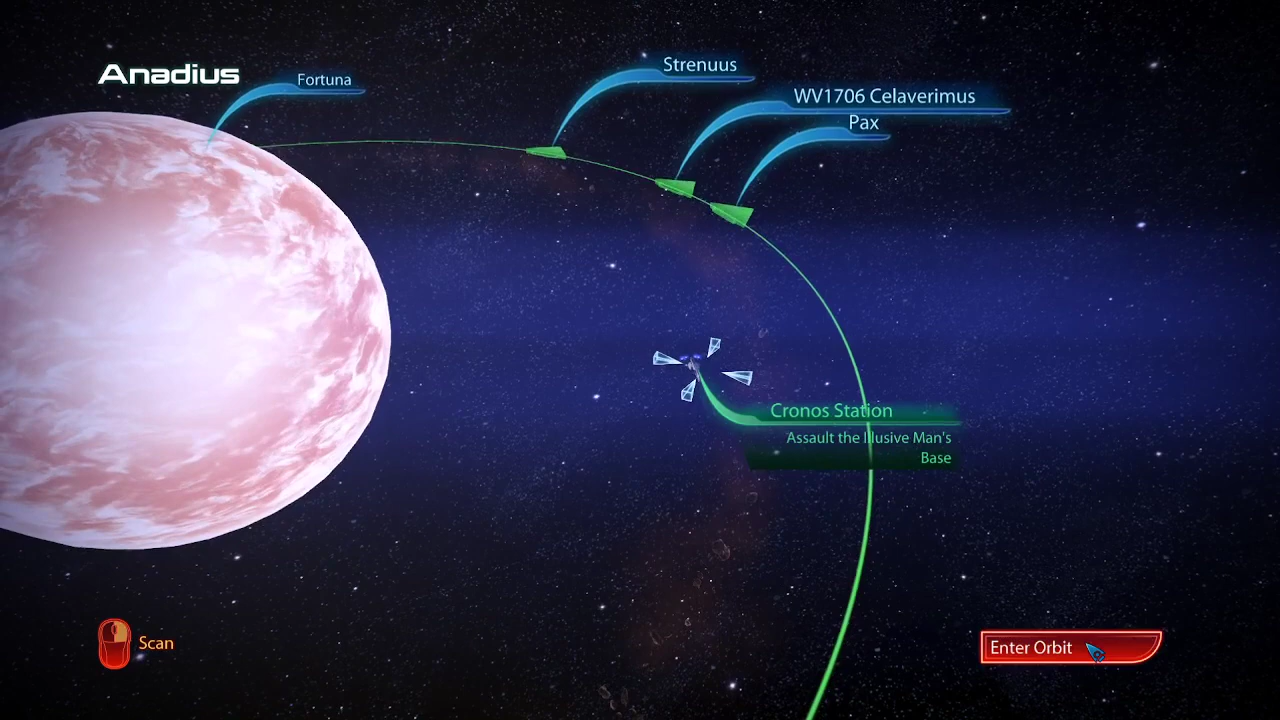 Anadius
Fortuna
Strenuus
WV1706 Celaverimus
Pax
Cronos Station
Assault the Illusive Man's
Base
Scan
Enter Orbit